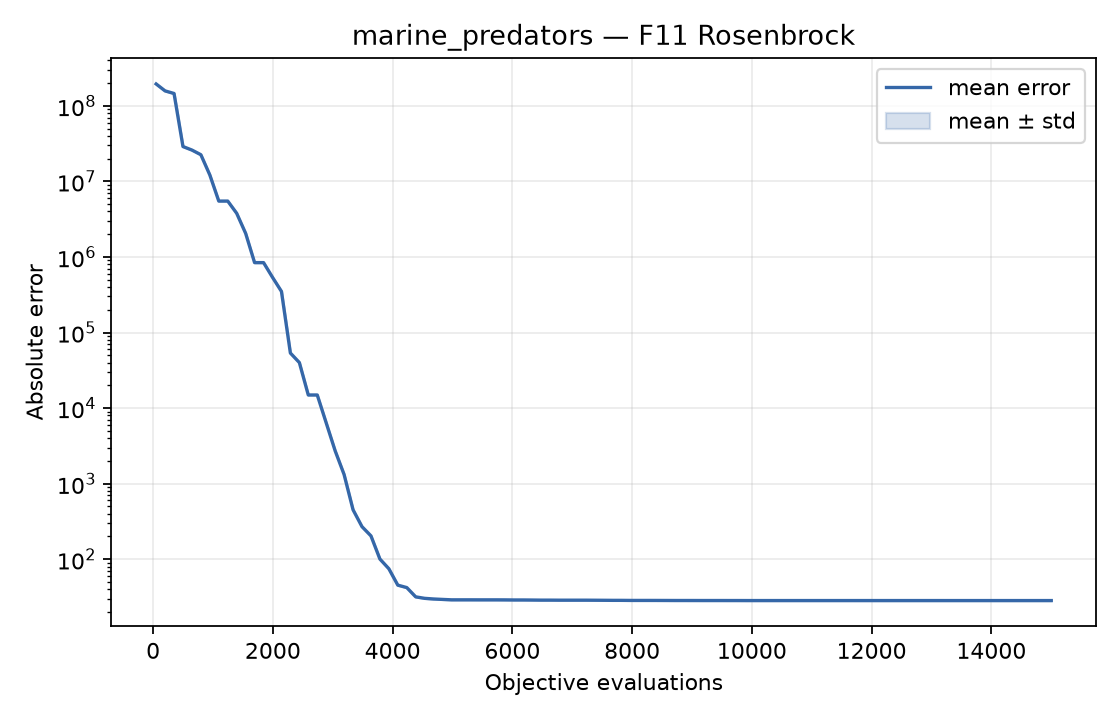 marine_predators — F11 Rosenbrock
mean error
mean ± std
Absolute error
10⁸
10⁷
10⁶
10⁵
10⁴
10³
10²
0 2000 4000 6000 8000 10000 12000 14000
Objective evaluations